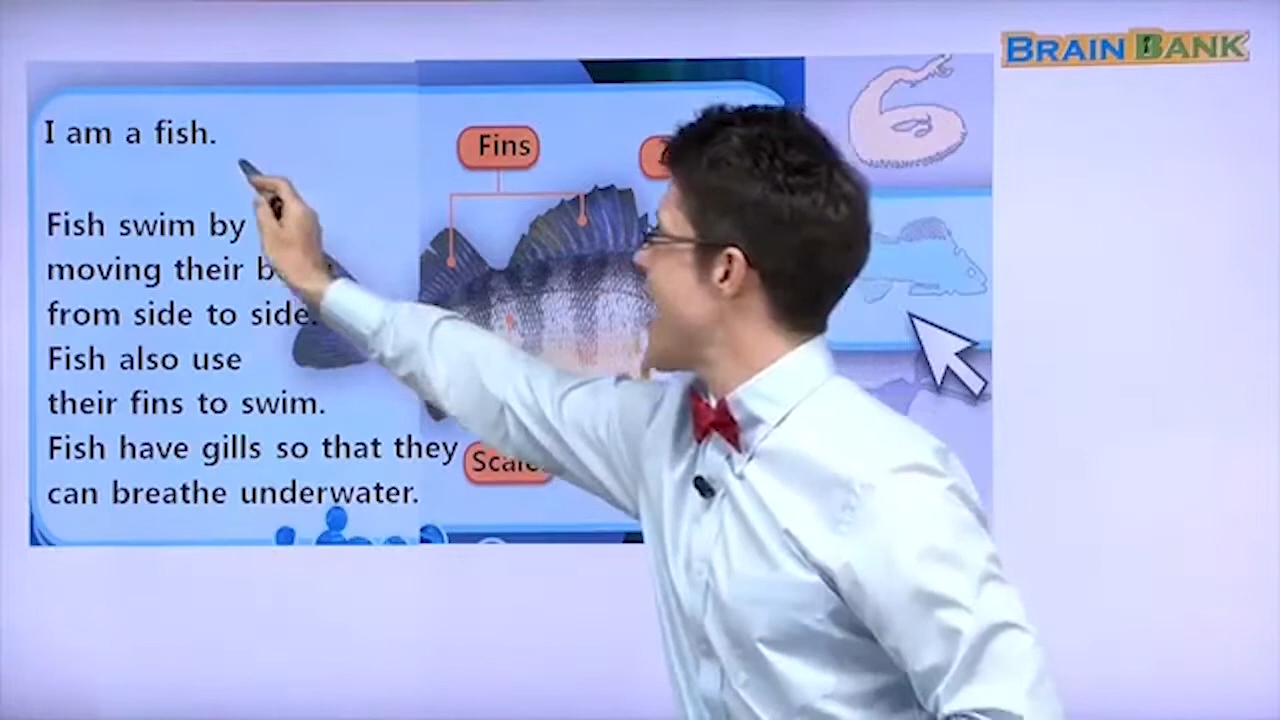 BRAIN BANK
I am a fish.
Fins
Fish swim by
moving their
from side to side.
Fish also use
their fins to swim.
Fish have gills so that they
can breathe underwater.